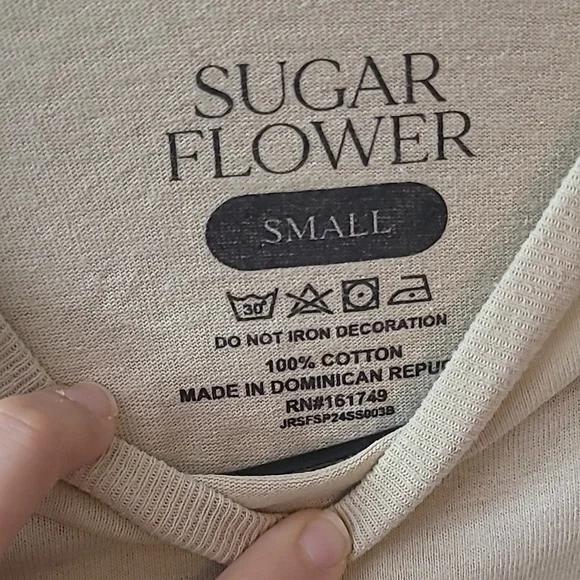 SUGAR
FLOWER
SMALL
30°
DO NOT IRON DECORATION
100% COTTON
MADE IN DOMINICAN REPU
RN#161749
JRSFSP24SS003B